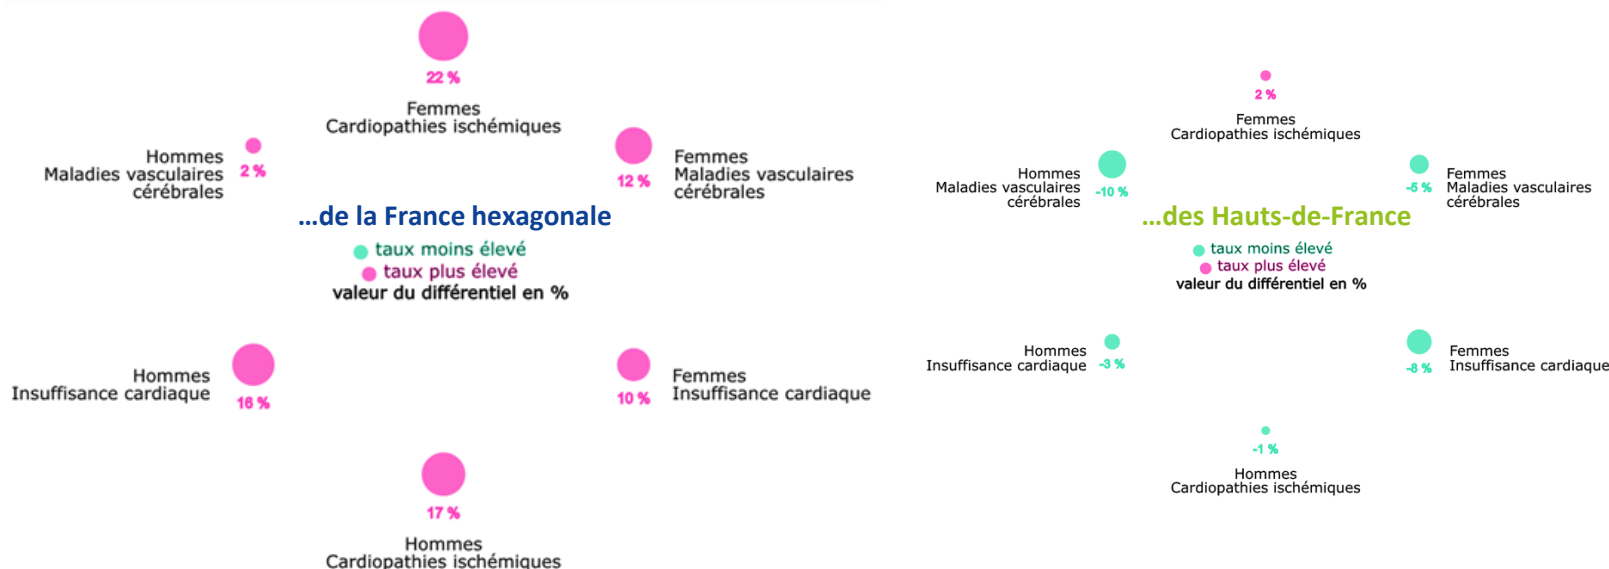 22 %
Femmes
Cardiopathies ischémiques
Hommes
Maladies vasculaires
cérébrales
2 %
12 %
Femmes
Maladies vasculaires
cérébrales
...de la France hexagonale
taux moins élevé
taux plus élevé
valeur du différentiel en %
Hommes
Insuffisance cardiaque
16 %
10 %
Femmes
Insuffisance cardiaque
17 %
Hommes
Cardiopathies ischémiques
2 %
Femmes
Cardiopathies ischémiques
Hommes
Maladies vasculaires
cérébrales
-10 %
-5 %
Femmes
Maladies vasculaires
cérébrales
...des Hauts-de-France
taux moins élevé
taux plus élevé
valeur du différentiel en %
Hommes
Insuffisance cardiaque
-3 %
-8 %
Femmes
Insuffisance cardiaque
-1 %
Hommes
Cardiopathies ischémiques